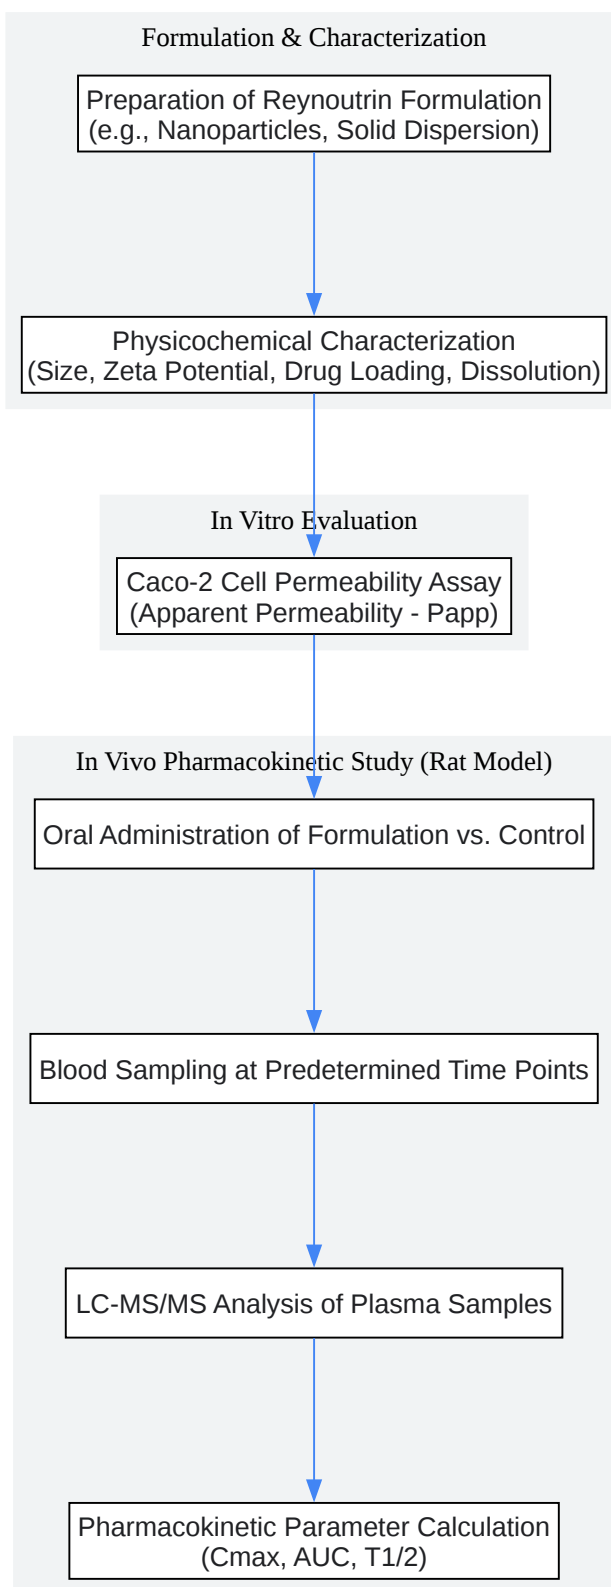 Formulation & Characterization
Preparation of Reynoutrin Formulation
(e.g., Nanoparticles, Solid Dispersion)
Physicochemical Characterization
(Size, Zeta Potential, Drug Loading, Dissolution)
In Vitro Evaluation
Caco-2 Cell Permeability Assay
(Apparent Permeability - Papp)
In Vivo Pharmacokinetic Study (Rat Model)
Oral Administration of Formulation vs. Control
Blood Sampling at Predetermined Time Points
LC-MS/MS Analysis of Plasma Samples
Pharmacokinetic Parameter Calculation
(Cmax, AUC, T1/2)